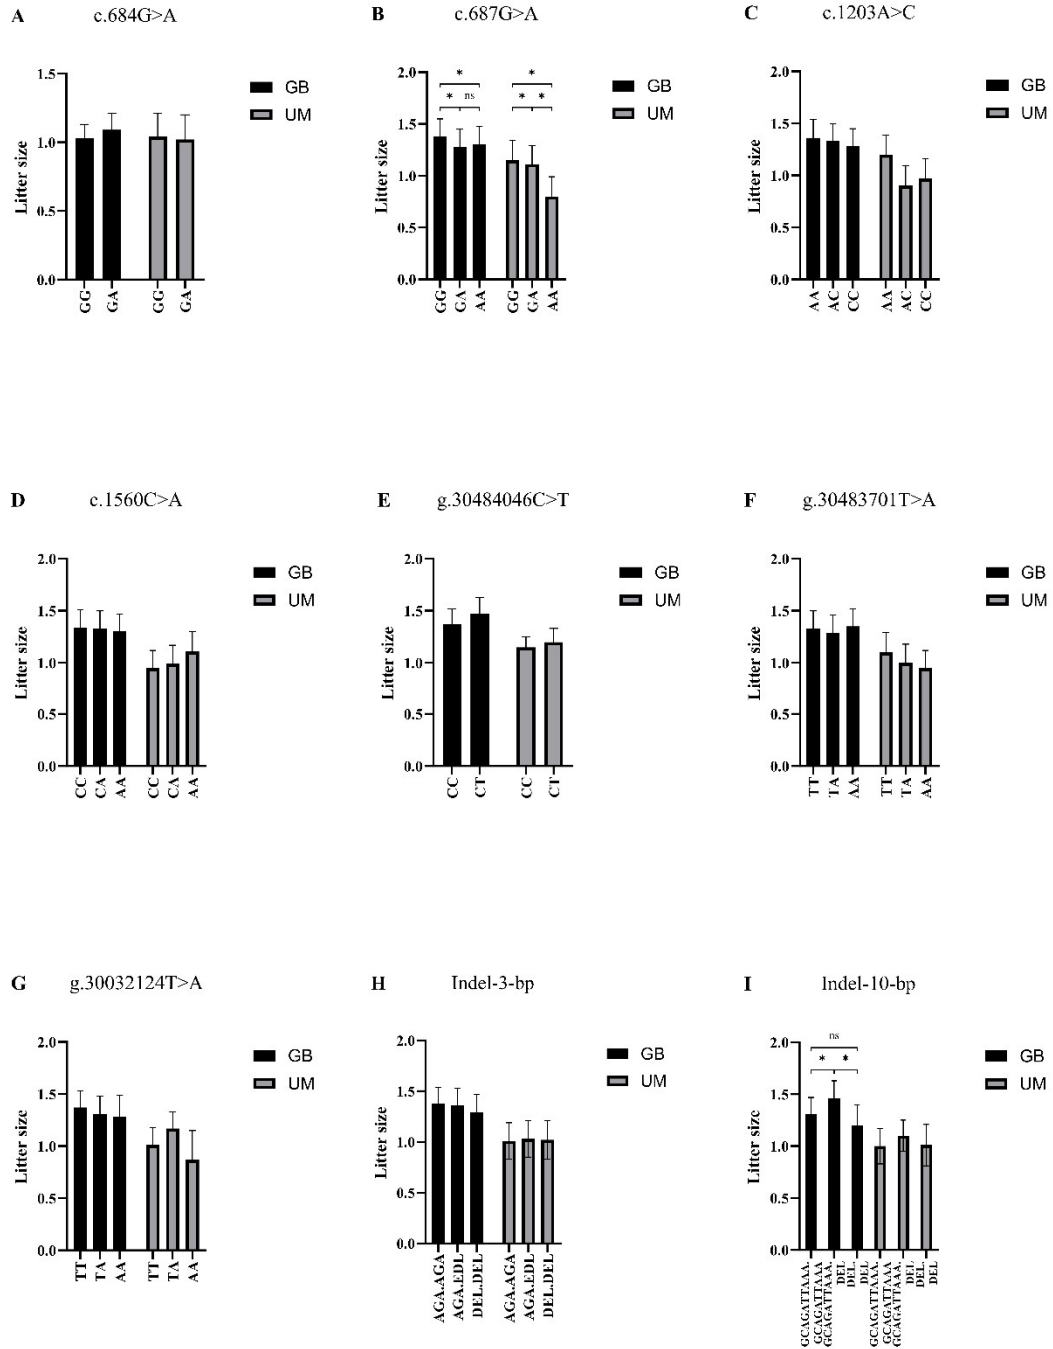 A c.684G>A
1.5
1.0
0.5
0.0
Litter size
GG GA GG GA
GB
UM
B c.687G>A
2.0
1.5
1.0
0.5
0.0
Litter size
* * ns
* * *
GG GA AA GG GA AA
GB
UM
C c.1203A>C
2.0
1.5
1.0
0.5
0.0
Litter size
AA AC CC AA AC CC
GB
UM
D c.1560C>A
2.0
1.5
1.0
0.5
0.0
Litter size
CC CA AA CC CA AA
GB
UM
E g.30484046C>T
2.0
1.5
1.0
0.5
0.0
Litter size
CC CT CC CT
GB
UM
F g.30483701T>A
2.0
1.5
1.0
0.5
0.0
Litter size
TT TA AA TT TA AA
GB
UM
G g.30032124T>A
2.0
1.5
1.0
0.5
0.0
Litter size
TT TA AA TT TA AA
GB
UM
H Indel-3-bp
2.0
1.5
1.0
0.5
0.0
Litter size
AGA.AGA AGA.EDL DEL.DEL AGA.AGA AGA.EDL DEL.DEL
GB
UM
I Indel-10-bp
2.0
1.5
1.0
0.5
0.0
Litter size
ns
* *
GCAGATTAAA.
GCAGATTAAA
GCAGATTAAA.
DEL
DEL.
DEL
GCAGATTAAA.
GCAGATTAAA
GCAGATTAAA.
DEL
DEL.
DEL
GB
UM